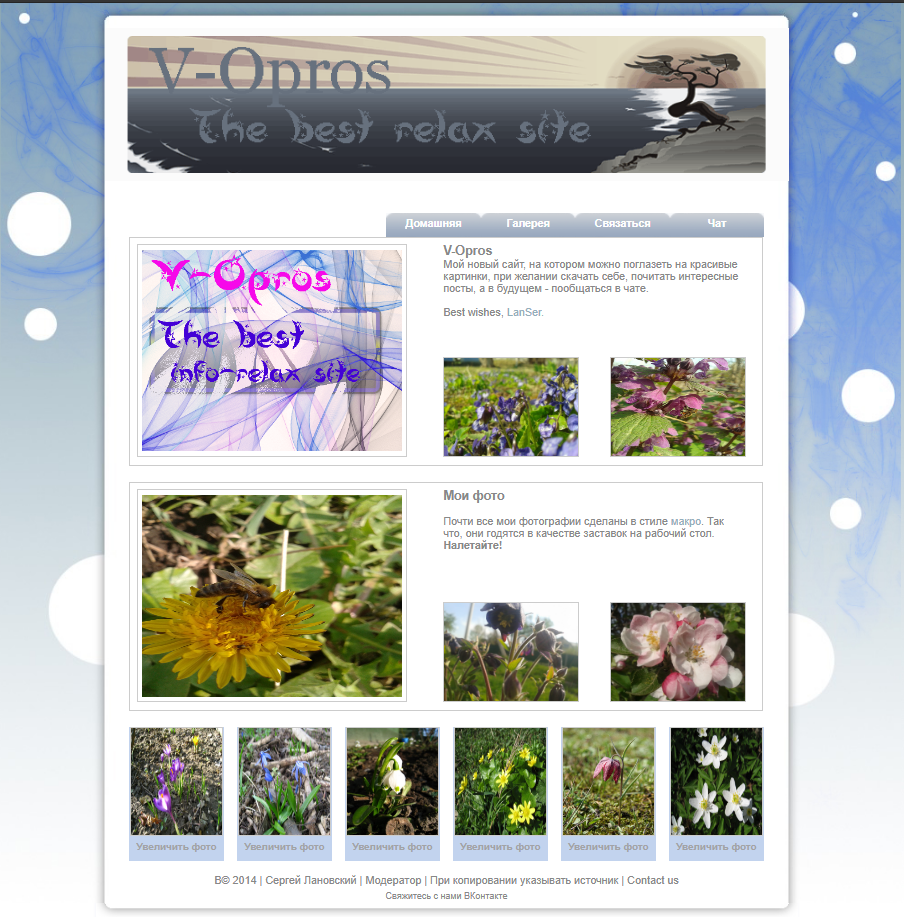 V-Opros
The best relax site
Домашняя Галерея Связаться Чат
V-Opros
The best
info-relax site
V-Opros
Мой новый сайт, на котором можно поглазеть на красивые
картинки, при желании скачать себе, почитать интересные
посты, а в будущем - пообщаться в чате.
Best wishes, LanSer.
Мои фото
Почти все мои фотографии сделаны в стиле макро. Так
что, они годятся в качестве заставок на рабочий стол.
Налетайте!
Увеличить фото Увеличить фото Увеличить фото Увеличить фото Увеличить фото Увеличить фото
В© 2014 | Сергей Лановский | Модератор | При копировании указывать источник | Contact us
Свяжитесь с нами ВКонтакте